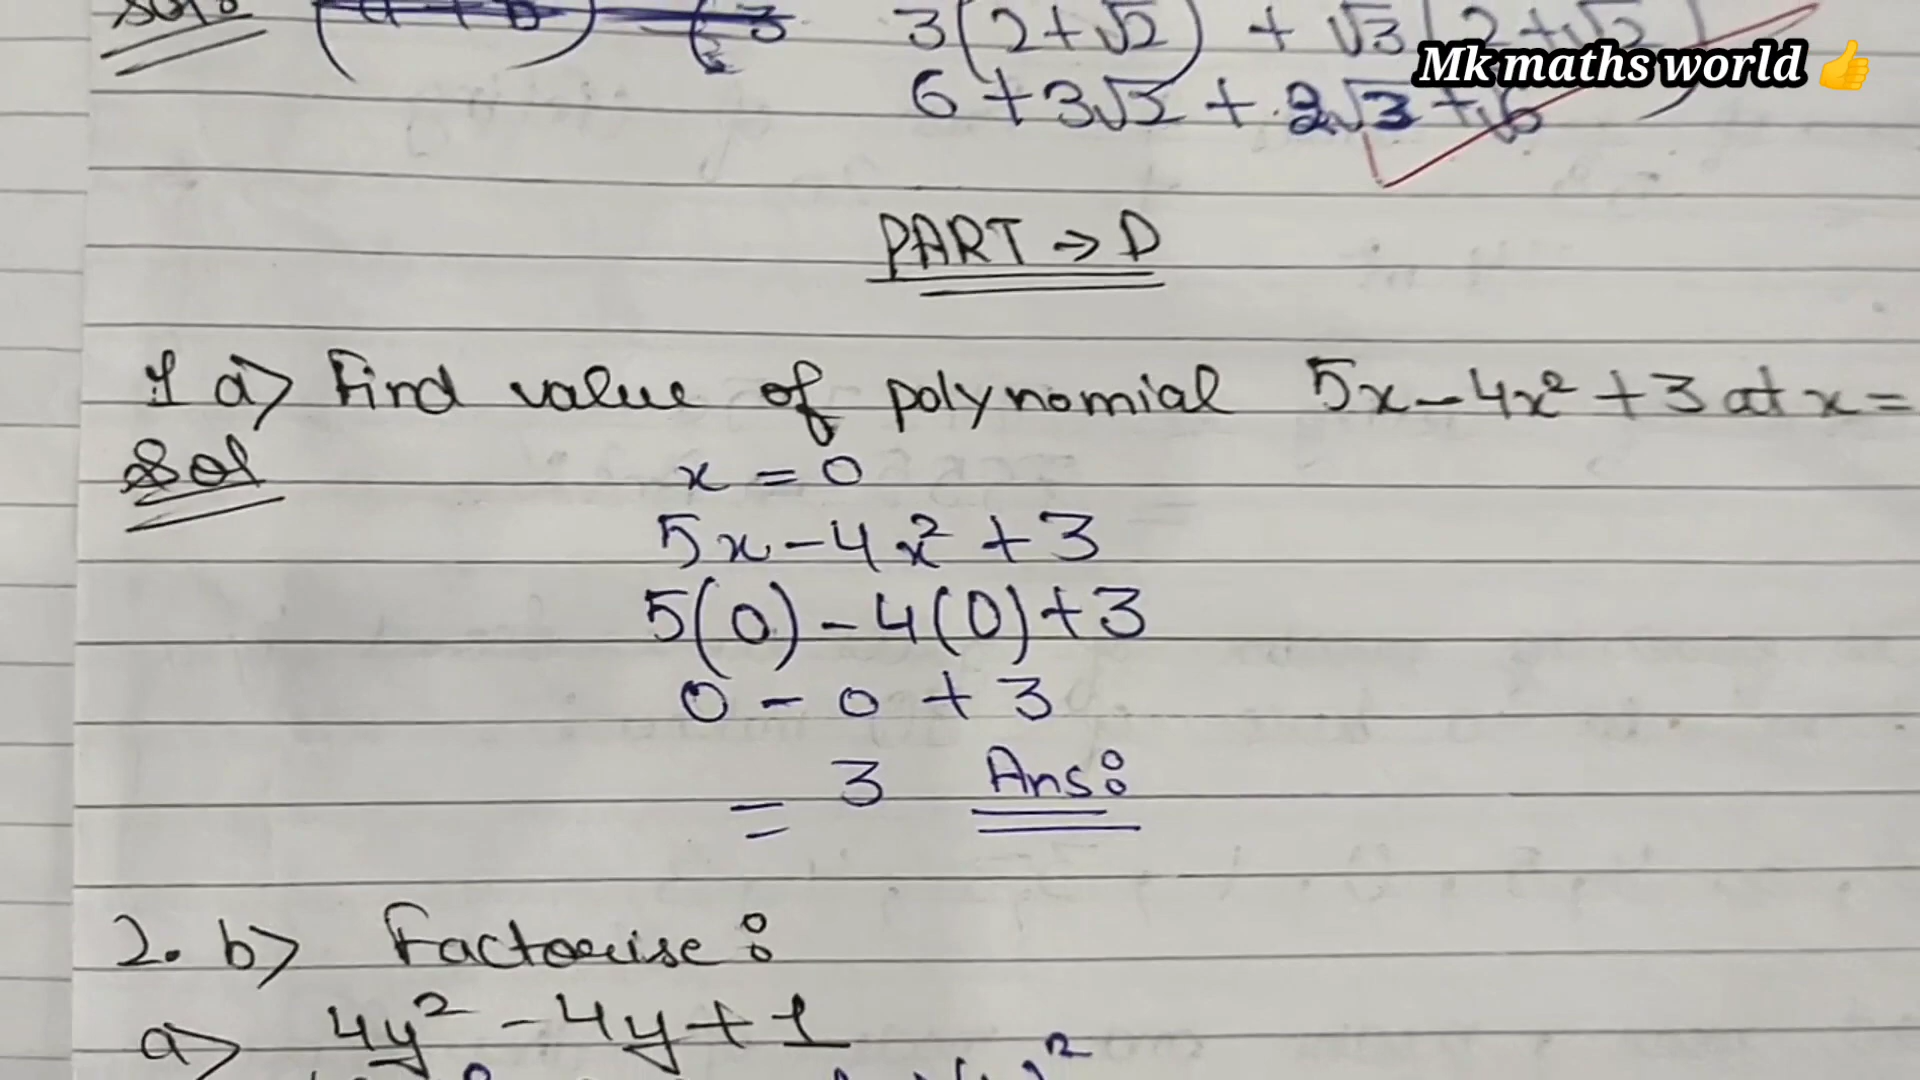 3(2+√2) + √3(2+√2)
Mk maths world 👍
6 + 3√2 + 2√3 + √6
PART → D
1 a) Find value of polynomial 5x-4x²+3 at x=
Sol
x = 0
5x-4x²+3
5(0)-4(0)+3
0 - 0 + 3
= 3 Ans:
2. b) Factorise:
a) 4y²-4y+1